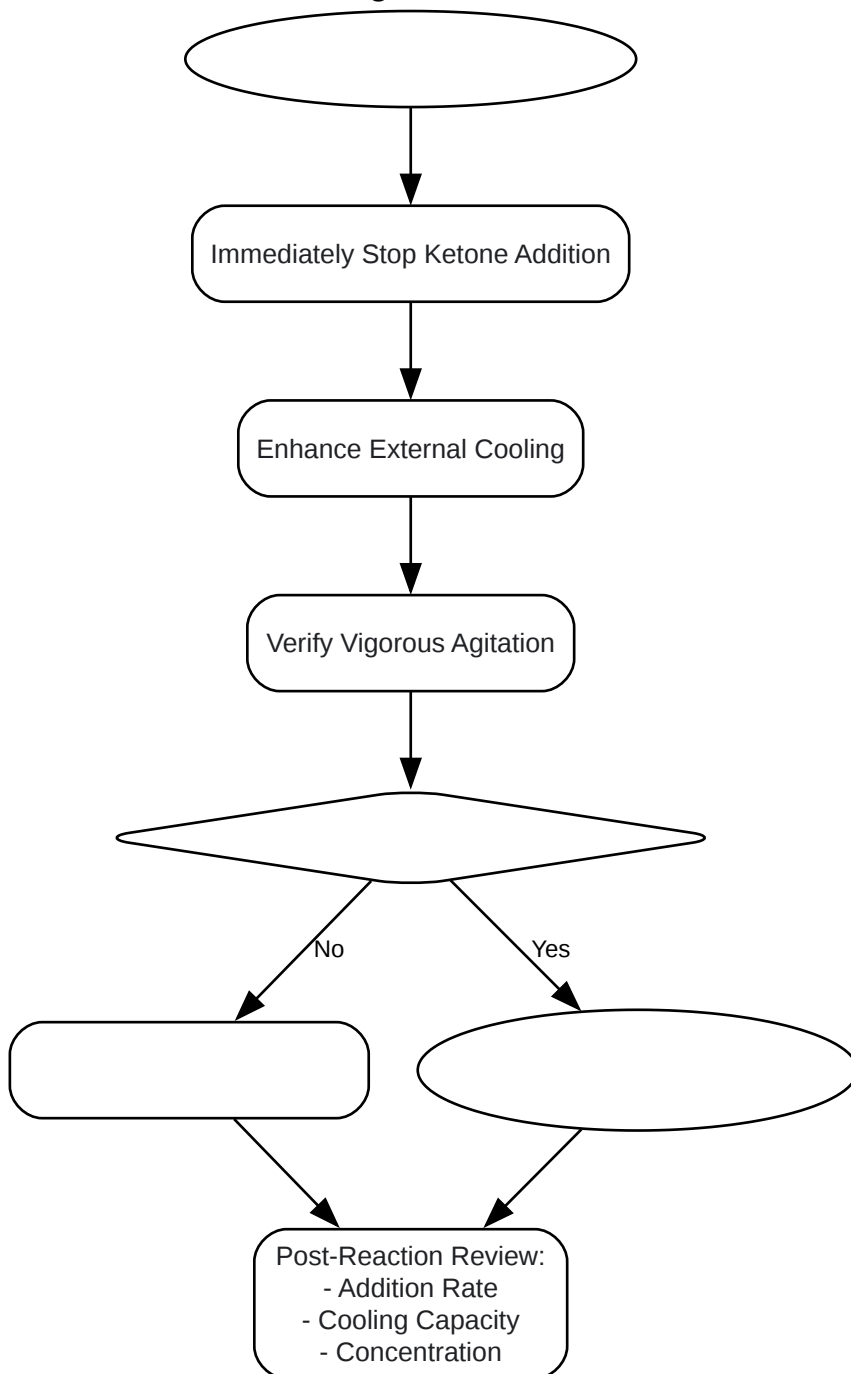 Immediately Stop Ketone Addition
Enhance External Cooling
Verify Vigorous Agitation
No
Yes
Post-Reaction Review:
- Addition Rate
- Cooling Capacity
- Concentration